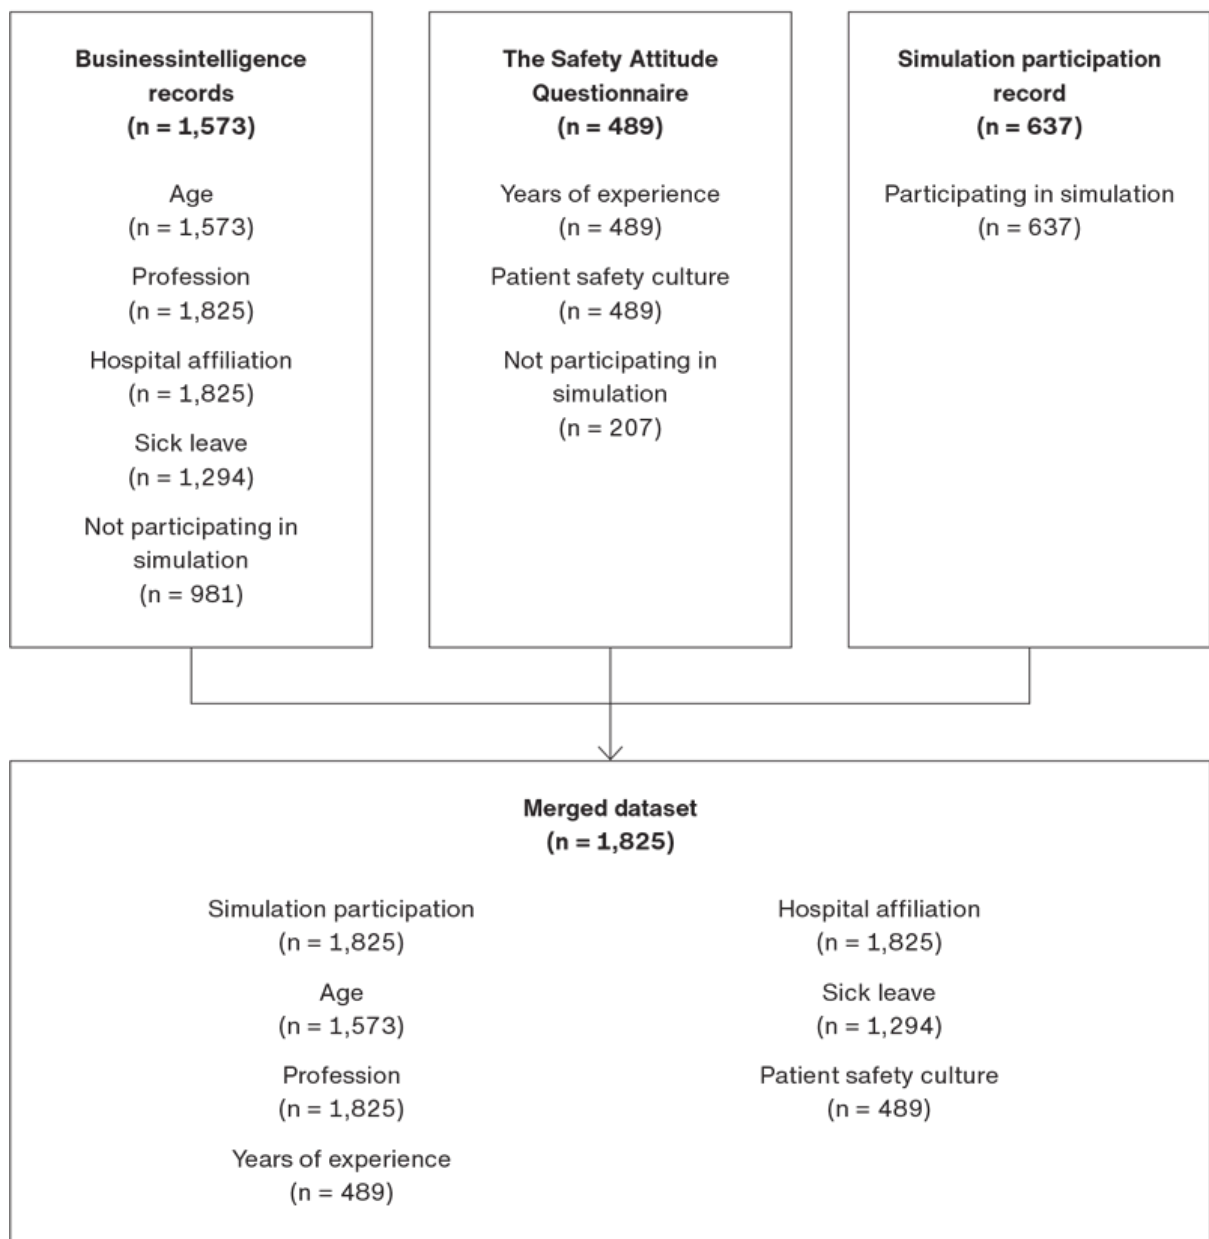 Businessintelligence
records
(n = 1,573)
Age
(n = 1,573)
Profession
(n = 1,825)
Hospital affiliation
(n = 1,825)
Sick leave
(n = 1,294)
Not participating in
simulation
(n = 981)
The Safety Attitude
Questionnaire
(n = 489)
Years of experience
(n = 489)
Patient safety culture
(n = 489)
Not participating in
simulation
(n = 207)
Simulation participation
record
(n = 637)
Participating in simulation
(n = 637)
Merged dataset
(n = 1,825)
Simulation participation
(n = 1,825)
Age
(n = 1,573)
Profession
(n = 1,825)
Years of experience
(n = 489)
Hospital affiliation
(n = 1,825)
Sick leave
(n = 1,294)
Patient safety culture
(n = 489)